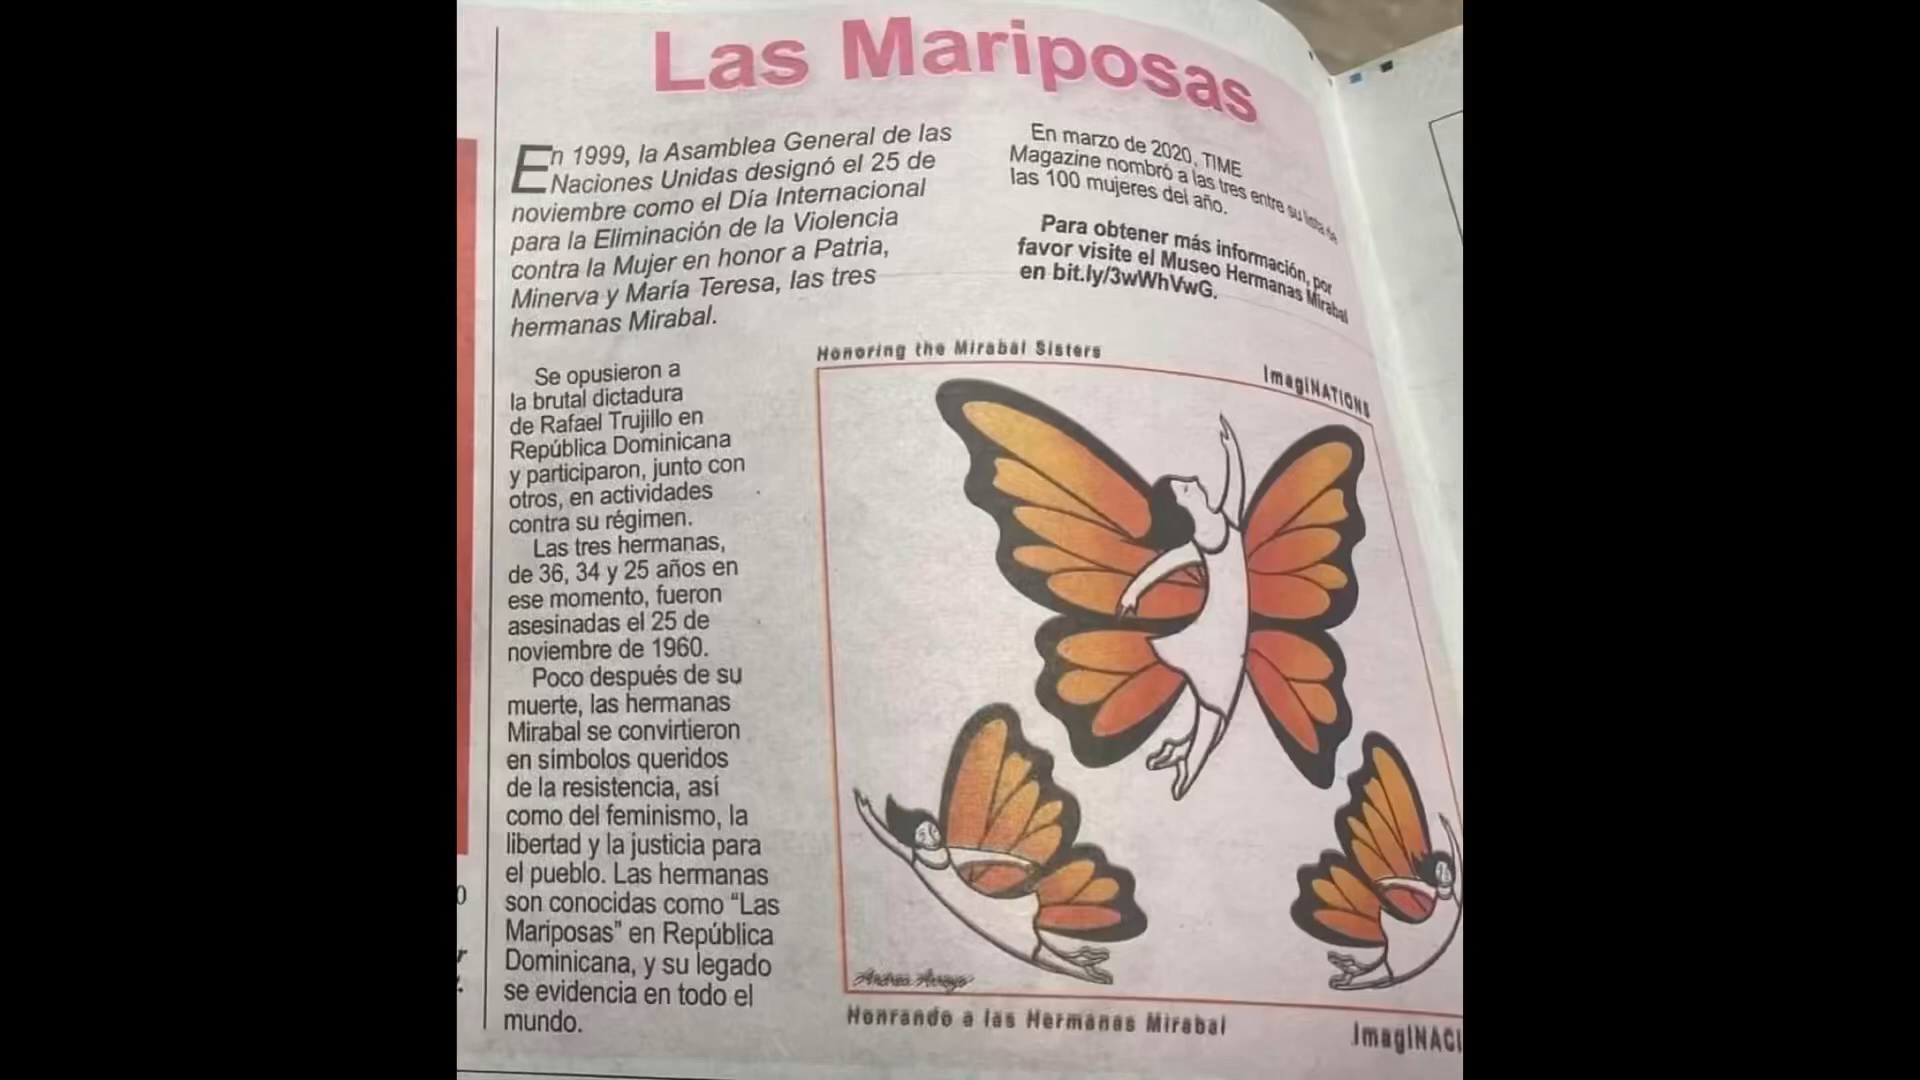 Las Mariposas
En 1999, la Asamblea General de las
Naciones Unidas designó el 25 de
noviembre como el Día Internacional
para la Eliminación de la Violencia
contra la Mujer en honor a Patria,
Minerva y María Teresa, las tres
hermanas Mirabal.
Se opusieron a
la brutal dictadura
de Rafael Trujillo en
República Dominicana
y participaron, junto con
otros, en actividades
contra su régimen.
Las tres hermanas,
de 36, 34 y 25 años en
ese momento, fueron
asesinadas el 25 de
noviembre de 1960.
Poco después de su
muerte, las hermanas
Mirabal se convirtieron
en símbolos queridos
de la resistencia, así
como del feminismo, la
libertad y la justicia para
el pueblo. Las hermanas
son conocidas como “Las
Mariposas” en República
Dominicana, y su legado
se evidencia en todo el
mundo.
En marzo de 2020, TIME
Magazine nombró a las tres entre su lista de
las 100 mujeres del año.
Para obtener más información, por
favor visite el Museo Hermanas Mirabal
en bit.ly/3wWhVwG.
Honoring the Mirabal Sisters
ImagiNATIONS
Andrea Arroyo
Honrando a las Hermanas Mirabal
ImagiNACI